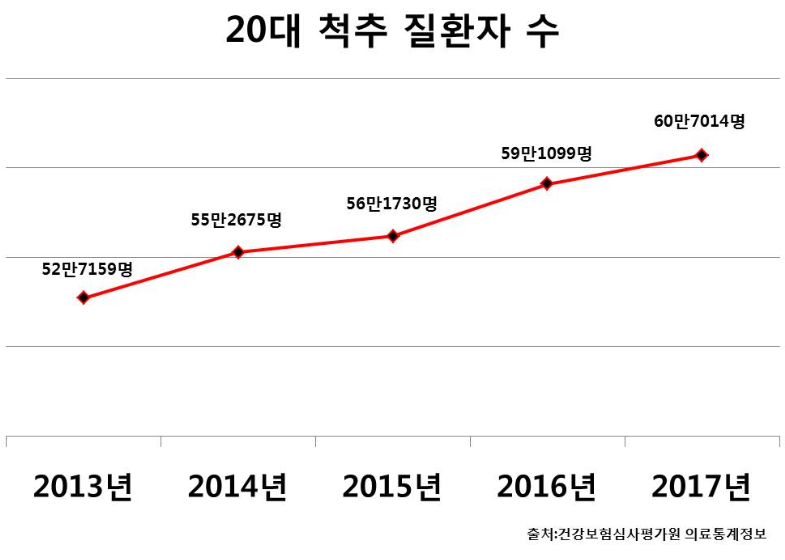 20대 척추 질환자 수
60만7014명
59만1099명
56만1730명
55만2675명
52만7159명
2013년 2014년 2015년 2016년 2017년
출처:건강보험심사평가원 의료통계정보